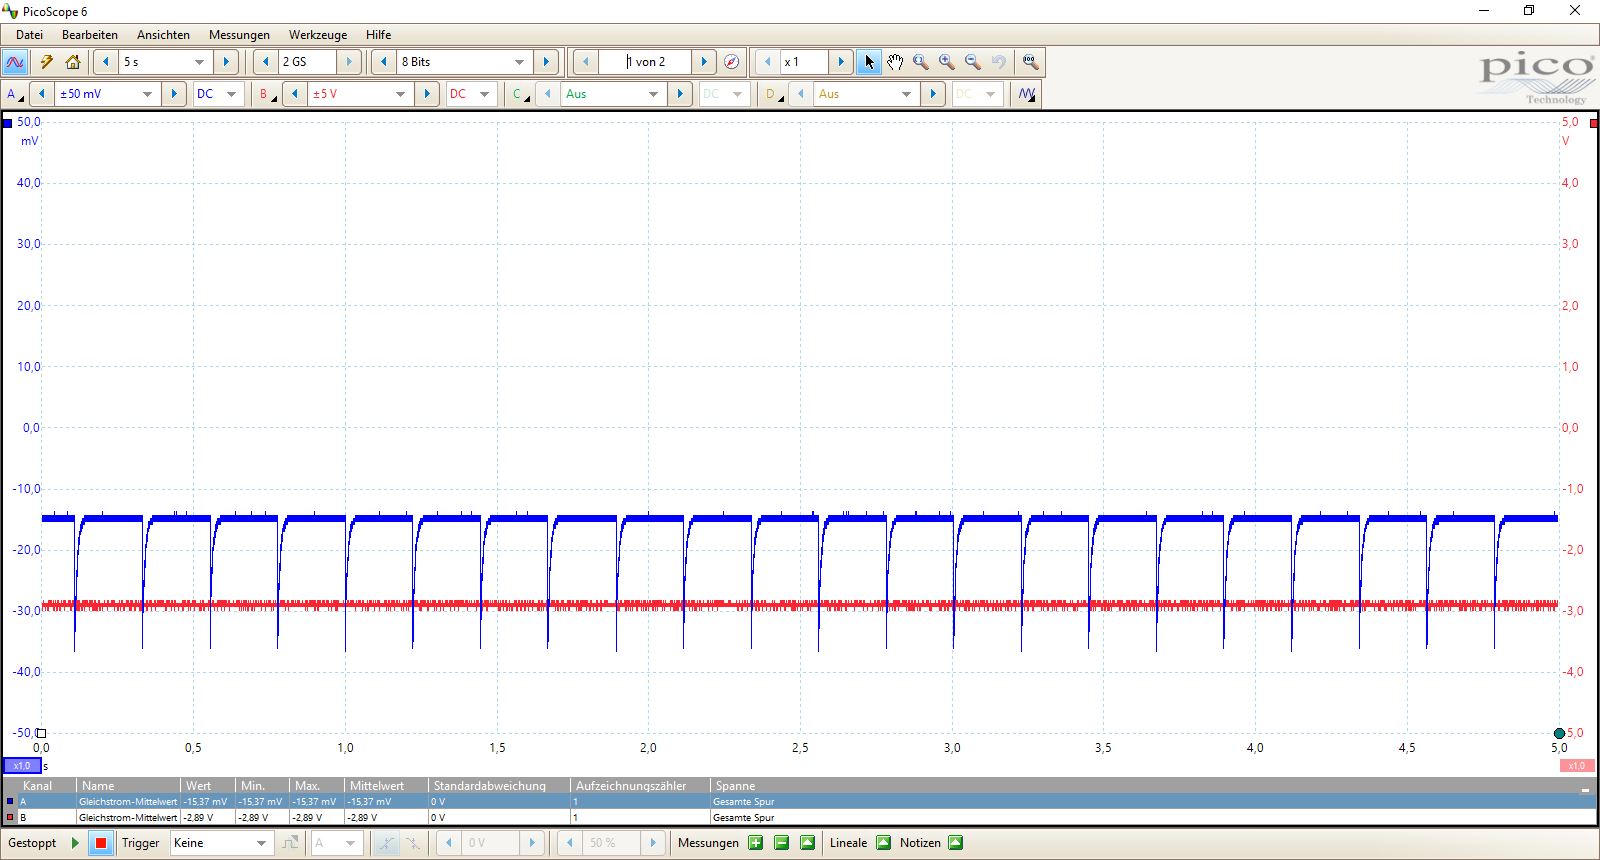 PicoScope 6
Datei Bearbeiten Ansichten Messungen Werkzeuge Hilfe
5 s 2 GS 8 Bits 1 von 2 x 1
A ±50 mV DC B ±5 V DC C Aus DC D Aus DC
pico
Technology
50,0 5,0
mV V
40,0 4,0
30,0 3,0
20,0 2,0
10,0 1,0
0,0 0,0
-10,0 -1,0
-20,0 -2,0
-30,0 -3,0
-40,0 -4,0
-50,0 -5,0
0,0 0,5 1,0 1,5 2,0 2,5 3,0 3,5 4,0 4,5 5,0
x1,0 s x1,0
Kanal Name Wert Min. Max. Mittelwert Standardabweichung Aufzeichnungszähler Spanne
A Gleichstrom-Mittelwert -15,37 mV -15,37 mV -15,37 mV -15,37 mV 0 V 1 Gesamte Spur
B Gleichstrom-Mittelwert -2,89 V -2,89 V -2,89 V -2,89 V 0 V 1 Gesamte Spur
Gestoppt Trigger Keine A 0 V 50 % Messungen Lineale Notizen